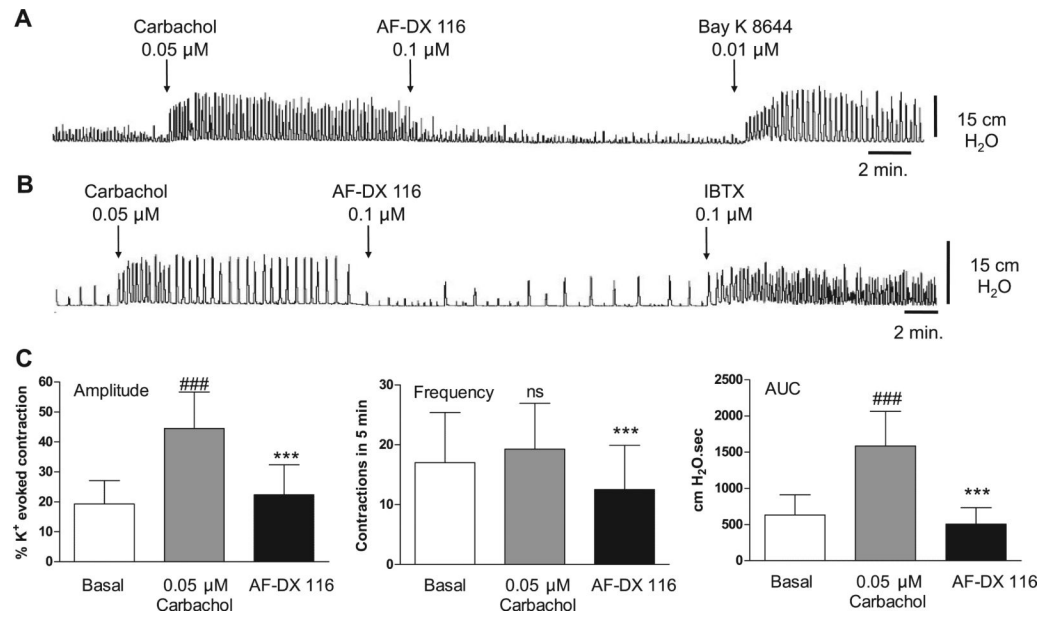 A
Carbachol
0.05 µM
AF-DX 116
0.1 µM
Bay K 8644
0.01 µM
15 cm
H₂O
2 min.
B
Carbachol
0.05 µM
AF-DX 116
0.1 µM
IBTX
0.1 µM
15 cm
H₂O
2 min.
C
% K⁺ evoked contraction
60
50
40
30
20
10
0
Amplitude
###
***
Basal
0.05 µM
Carbachol
AF-DX 116
Contractions in 5 min
30
20
10
0
Frequency
ns
***
Basal
0.05 µM
Carbachol
AF-DX 116
cm H₂O.sec
2500
2000
1500
1000
500
0
AUC
###
***
Basal
0.05 µM
Carbachol
AF-DX 116